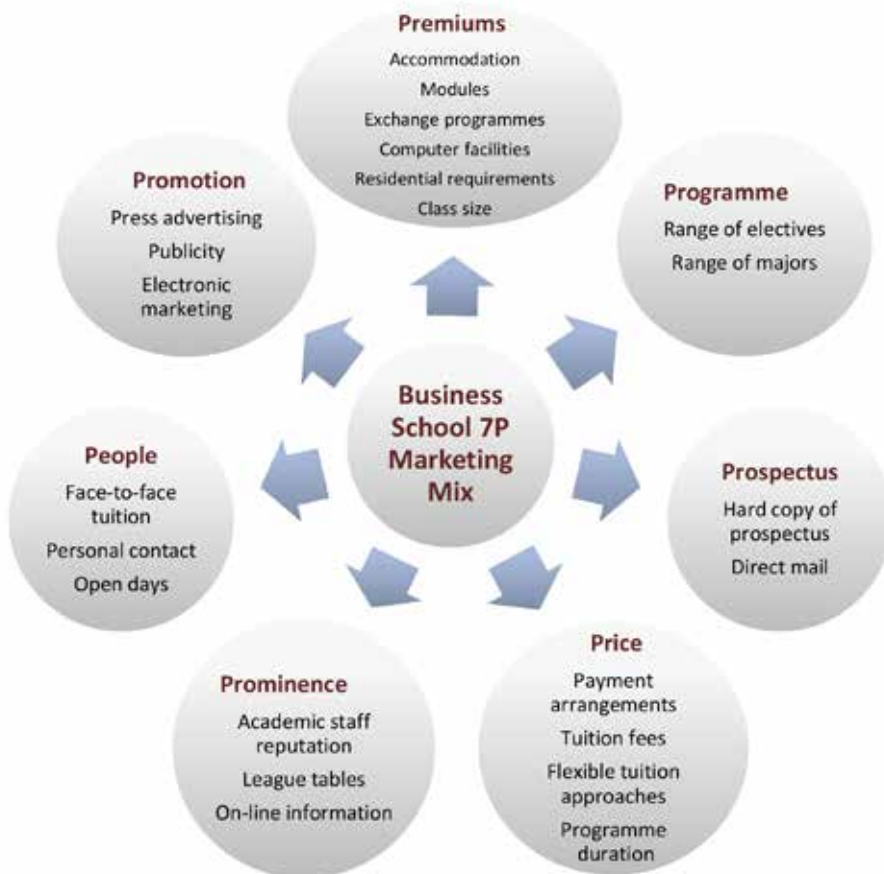 Premiums
Accommodation
Modules
Exchange programmes
Computer facilities
Residential requirements
Class size
Programme
Range of electives
Range of majors
Prospectus
Hard copy of
prospectus
Direct mail
Price
Payment
arrangements
Tuition fees
Flexible tuition
approaches
Programme
duration
Prominence
Academic staff
reputation
League tables
On-line information
People
Face-to-face
tuition
Personal contact
Open days
Promotion
Press advertising
Publicity
Electronic
marketing
Business
School 7P
Marketing
Mix